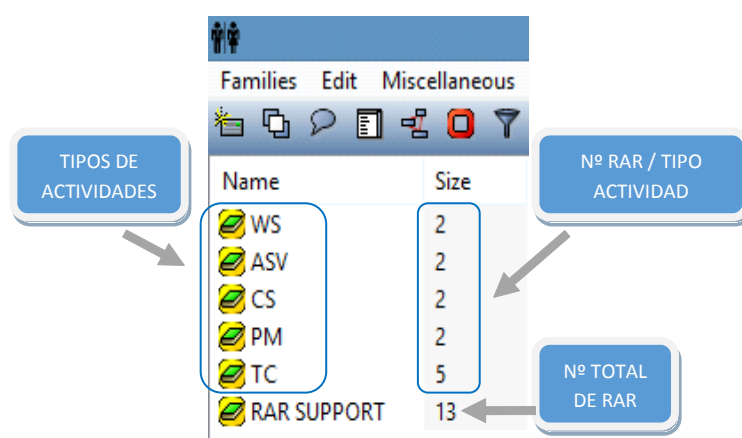 Families Edit Miscellaneous
TIPOS DE
ACTIVIDADES
Nº RAR / TIPO
ACTIVIDAD
Name Size
WS 2
ASV 2
CS 2
PM 2
TC 5
RAR SUPPORT 13
Nº TOTAL
DE RAR